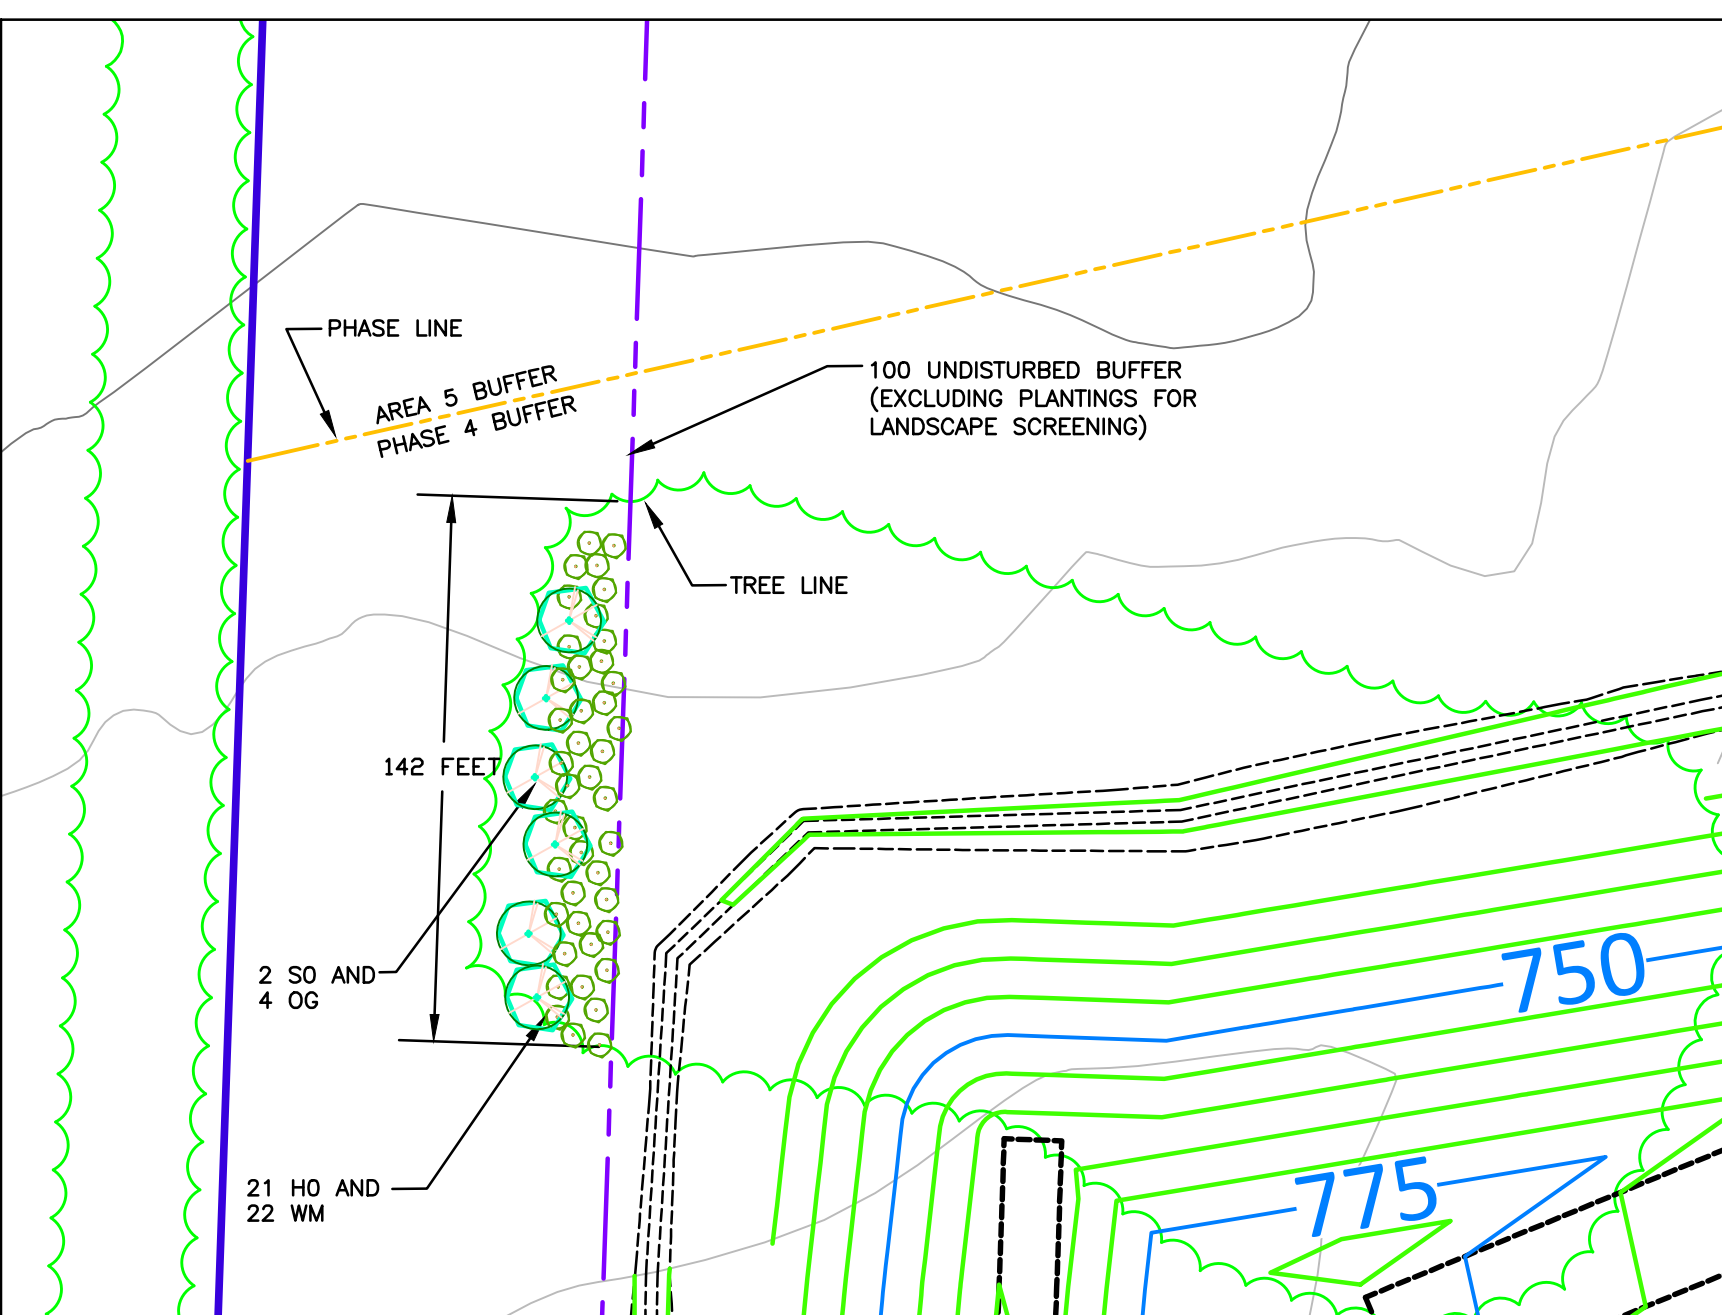 PHASE LINE
AREA 5 BUFFER
PHASE 4 BUFFER
100 UNDISTURBED BUFFER
(EXCLUDING PLANTINGS FOR
LANDSCAPE SCREENING)
TREE LINE
142 FEET
2 SO AND
4 OG
750
21 HO AND
22 WM
775